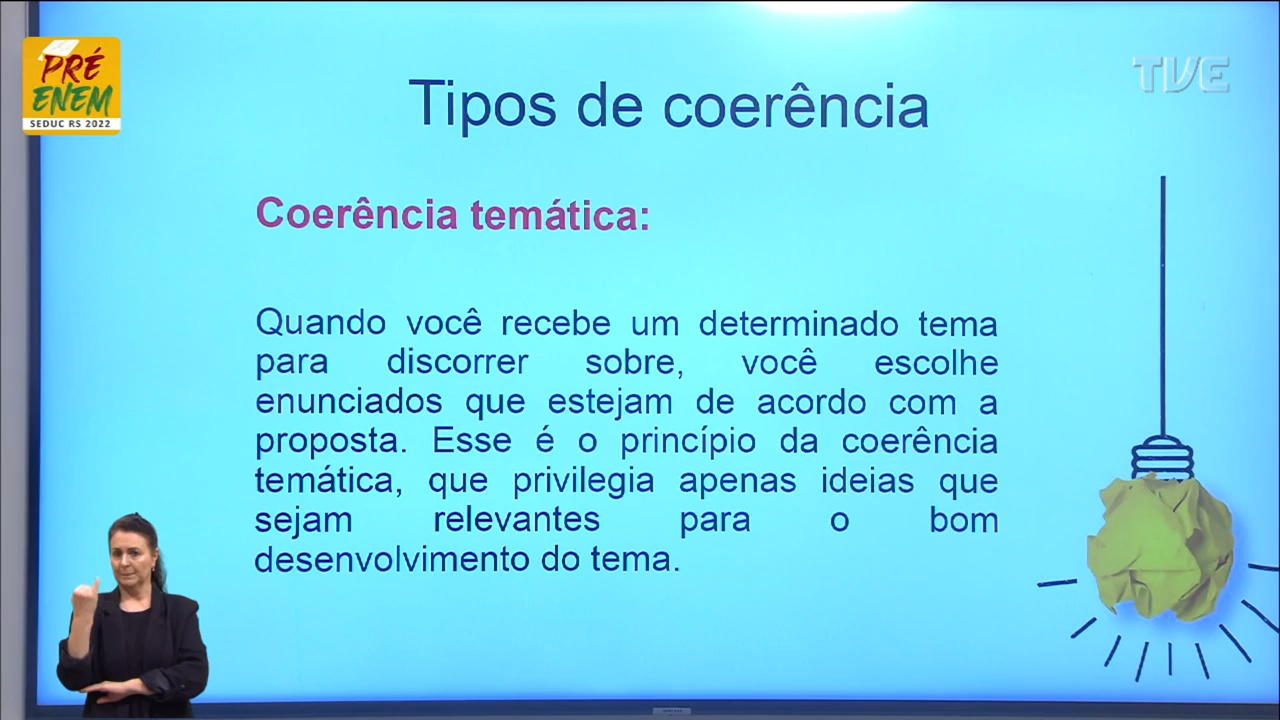 PRÉ
ENEM
SEDUC RS 2022
TVE
Tipos de coerência
Coerência temática:
Quando você recebe um determinado tema
para discorrer sobre, você escolhe
enunciados que estejam de acordo com a
proposta. Esse é o princípio da coerência
temática, que privilegia apenas ideias que
sejam relevantes para o bom
desenvolvimento do tema.